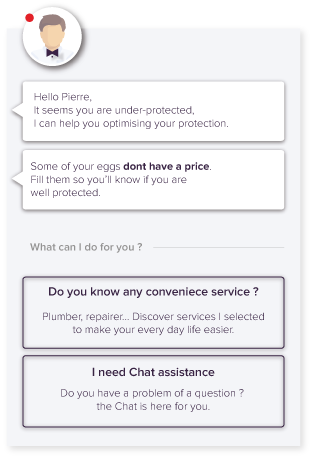 Hello Pierre,
It seems you are under-protected,
I can help you optimising your protection.
Some of your eggs dont have a price.
Fill them so you'll know if you are
well protected.
What can I do for you ?
Do you know any conveniece service ?
Plumber, repairer... Discover services I selected
to make your every day life easier.
I need Chat assistance
Do you have a problem of a question ?
the Chat is here for you.